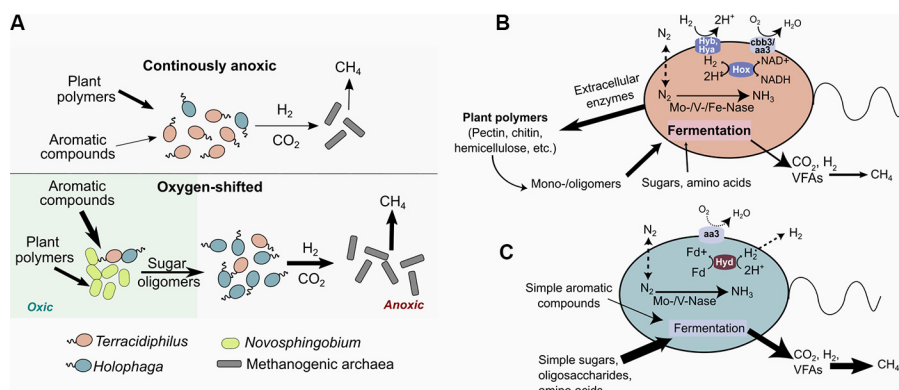 A
Continously anoxic
Plant
polymers
Aromatic
compounds
H2
CO2
CH4
Oxygen-shifted
Aromatic
compounds
Plant
polymers
Sugar
oligomers
H2
CO2
CH4
Oxic
Anoxic
Terracidiphilus
Holophaga
Novosphingobium
Methanogenic archaea
B
H2
2H+
O2
H2O
Hyb,
Hya
cbb3/
aa3
N2
H2
2H+
Hox
NAD+
NADH
N2
NH3
Mo-/V-/Fe-Nase
Extracellular
enzymes
Plant polymers
(Pectin, chitin,
hemicellulose, etc.)
Fermentation
Mono-/oligomers
Sugars, amino acids
CO2, H2
VFAs
CH4
C
O2
H2O
aa3
N2
Fd+
Fd
Hyd
H2
2H+
H2
N2
NH3
Mo-/V-Nase
Simple aromatic
compounds
Fermentation
Simple sugars,
oligosaccharides,
amino acids
CO2, H2,
VFAs
CH4